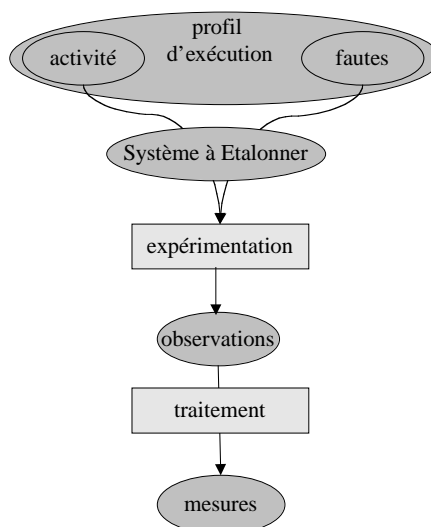 profil
d’exécution
activité
fautes
Système à Etalonner
expérimentation
observations
traitement
mesures